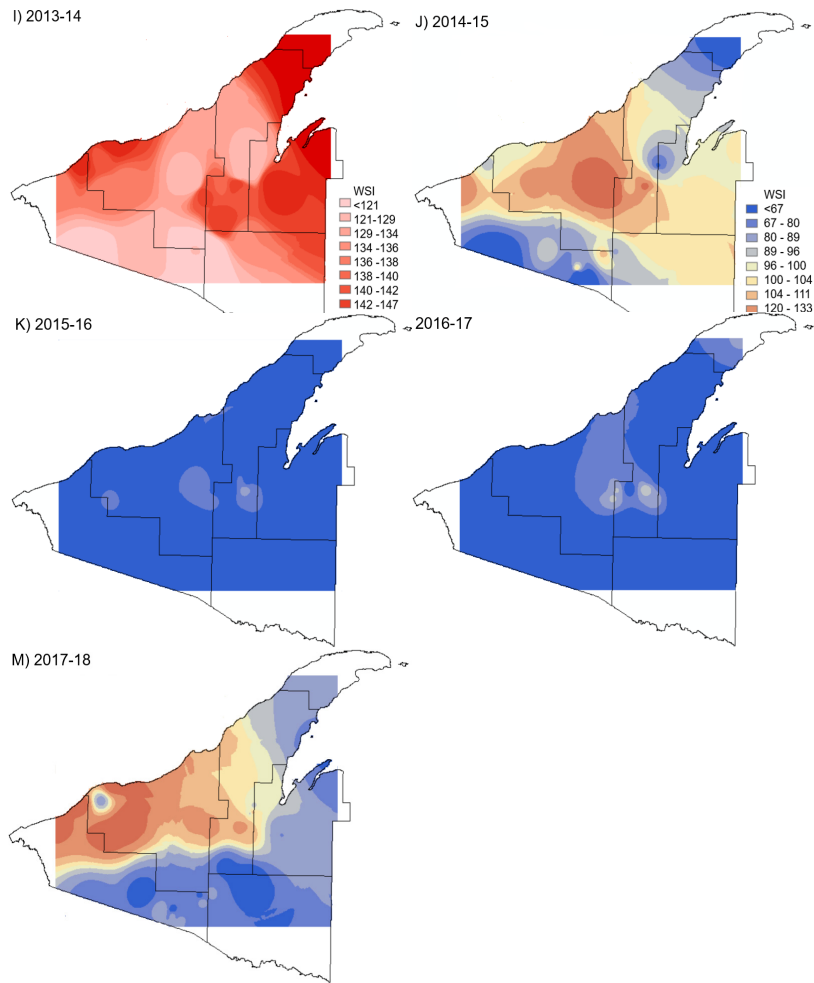 I) 2013-14
J) 2014-15
WSI
<121
121-129
129-134
134 -136
136-138
138-140
140 -142
142 -147
WSI
<67
67 - 80
80 - 89
89 - 96
96 - 100
100 - 104
104 - 111
120 - 133
K) 2015-16
2016-17
M) 2017-18